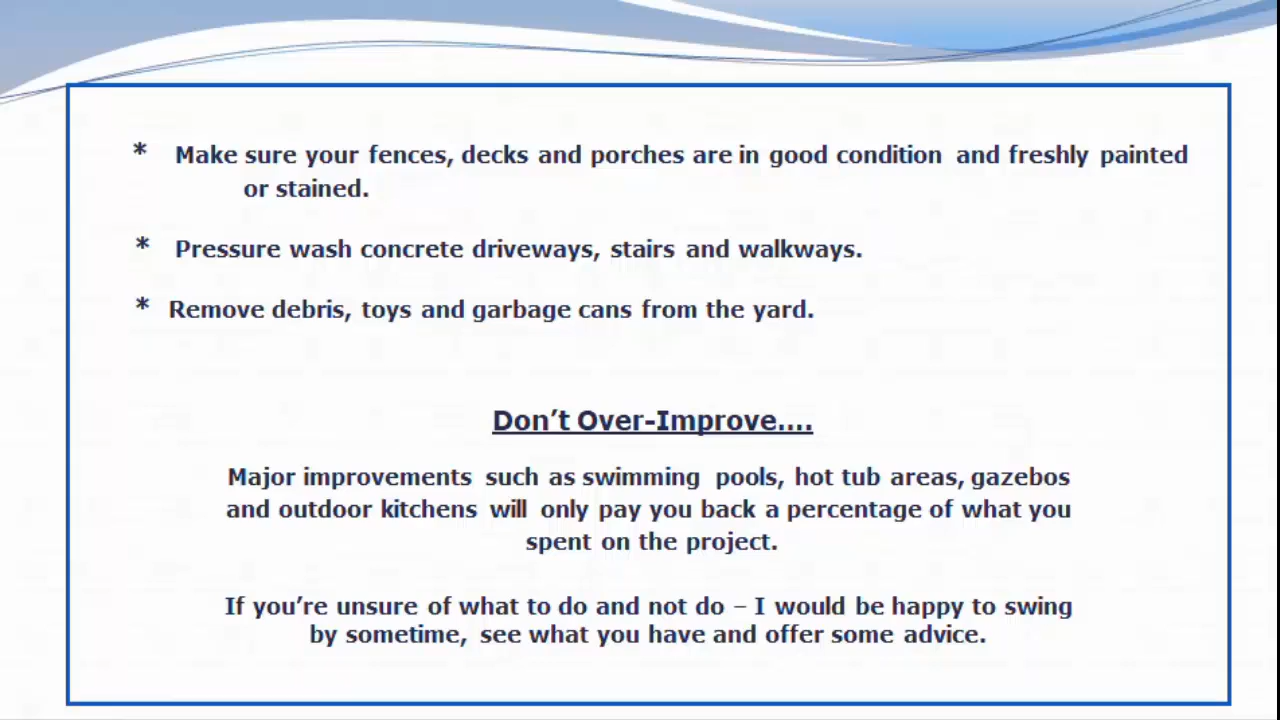 * Make sure your fences, decks and porches are in good condition and freshly painted
or stained.
* Pressure wash concrete driveways, stairs and walkways.
* Remove debris, toys and garbage cans from the yard.
Don't Over-Improve....
Major improvements such as swimming pools, hot tub areas, gazebos
and outdoor kitchens will only pay you back a percentage of what you
spent on the project.
If you're unsure of what to do and not do – I would be happy to swing
by sometime, see what you have and offer some advice.